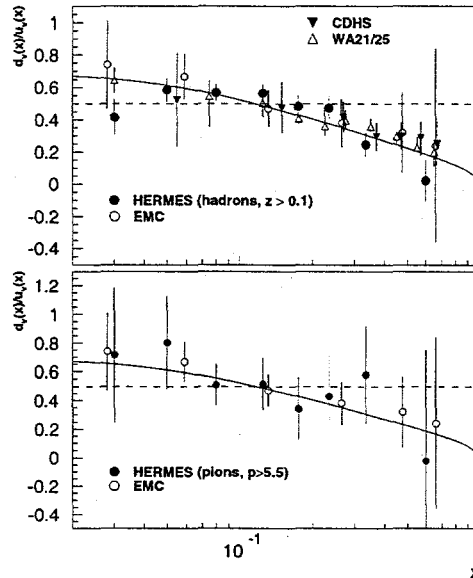 d_v(x)/u_v(x)
1
0.8
0.6
0.4
0.2
0
-0.2
-0.4
▼ CDHS
△ WA21/25
● HERMES (hadrons, z > 0.1)
○ EMC
d_v(x)/u_v(x)
1.2
1
0.8
0.6
0.4
0.2
0
-0.2
-0.4
● HERMES (pions, p>5.5)
○ EMC
10^-1